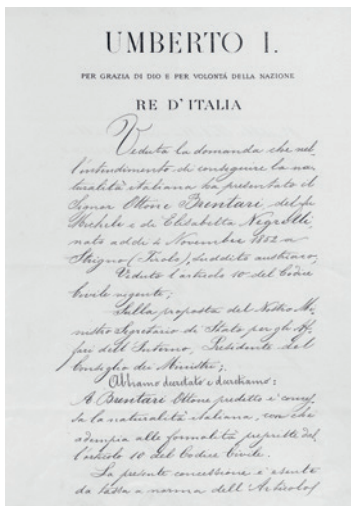 UMBERTO I.
PER GRAZIA DI DIO E PER VOLONTÀ DELLA NAZIONE
RE D'ITALIA
Veduta la domanda che nel-
l'intendimento di conseguire la na-
turalità italiana ha presentato il
Signor Ottone Brentari, del fu
Michele e di Elisabetta Negrelli,
nato addì 4 Novembre 1852 a
Strigno (Tirolo), suddito austriaco;
Veduto l'articolo 10 del Codice
Civile vigente;
Sulla proposta del Nostro Mi-
nistro Segretario di Stato per gli Af-
fari dell'Interno, Presidente del
Consiglio dei Ministri;
Abbiamo decretato e decretiamo:
A Brentari Ottone predetto è conces-
sa la naturalità italiana, con che
adempia alle formalità prescritte dal-
l'articolo 10 del Codice Civile.
La presente concessione è esente
da tassa a norma dell'Articolo